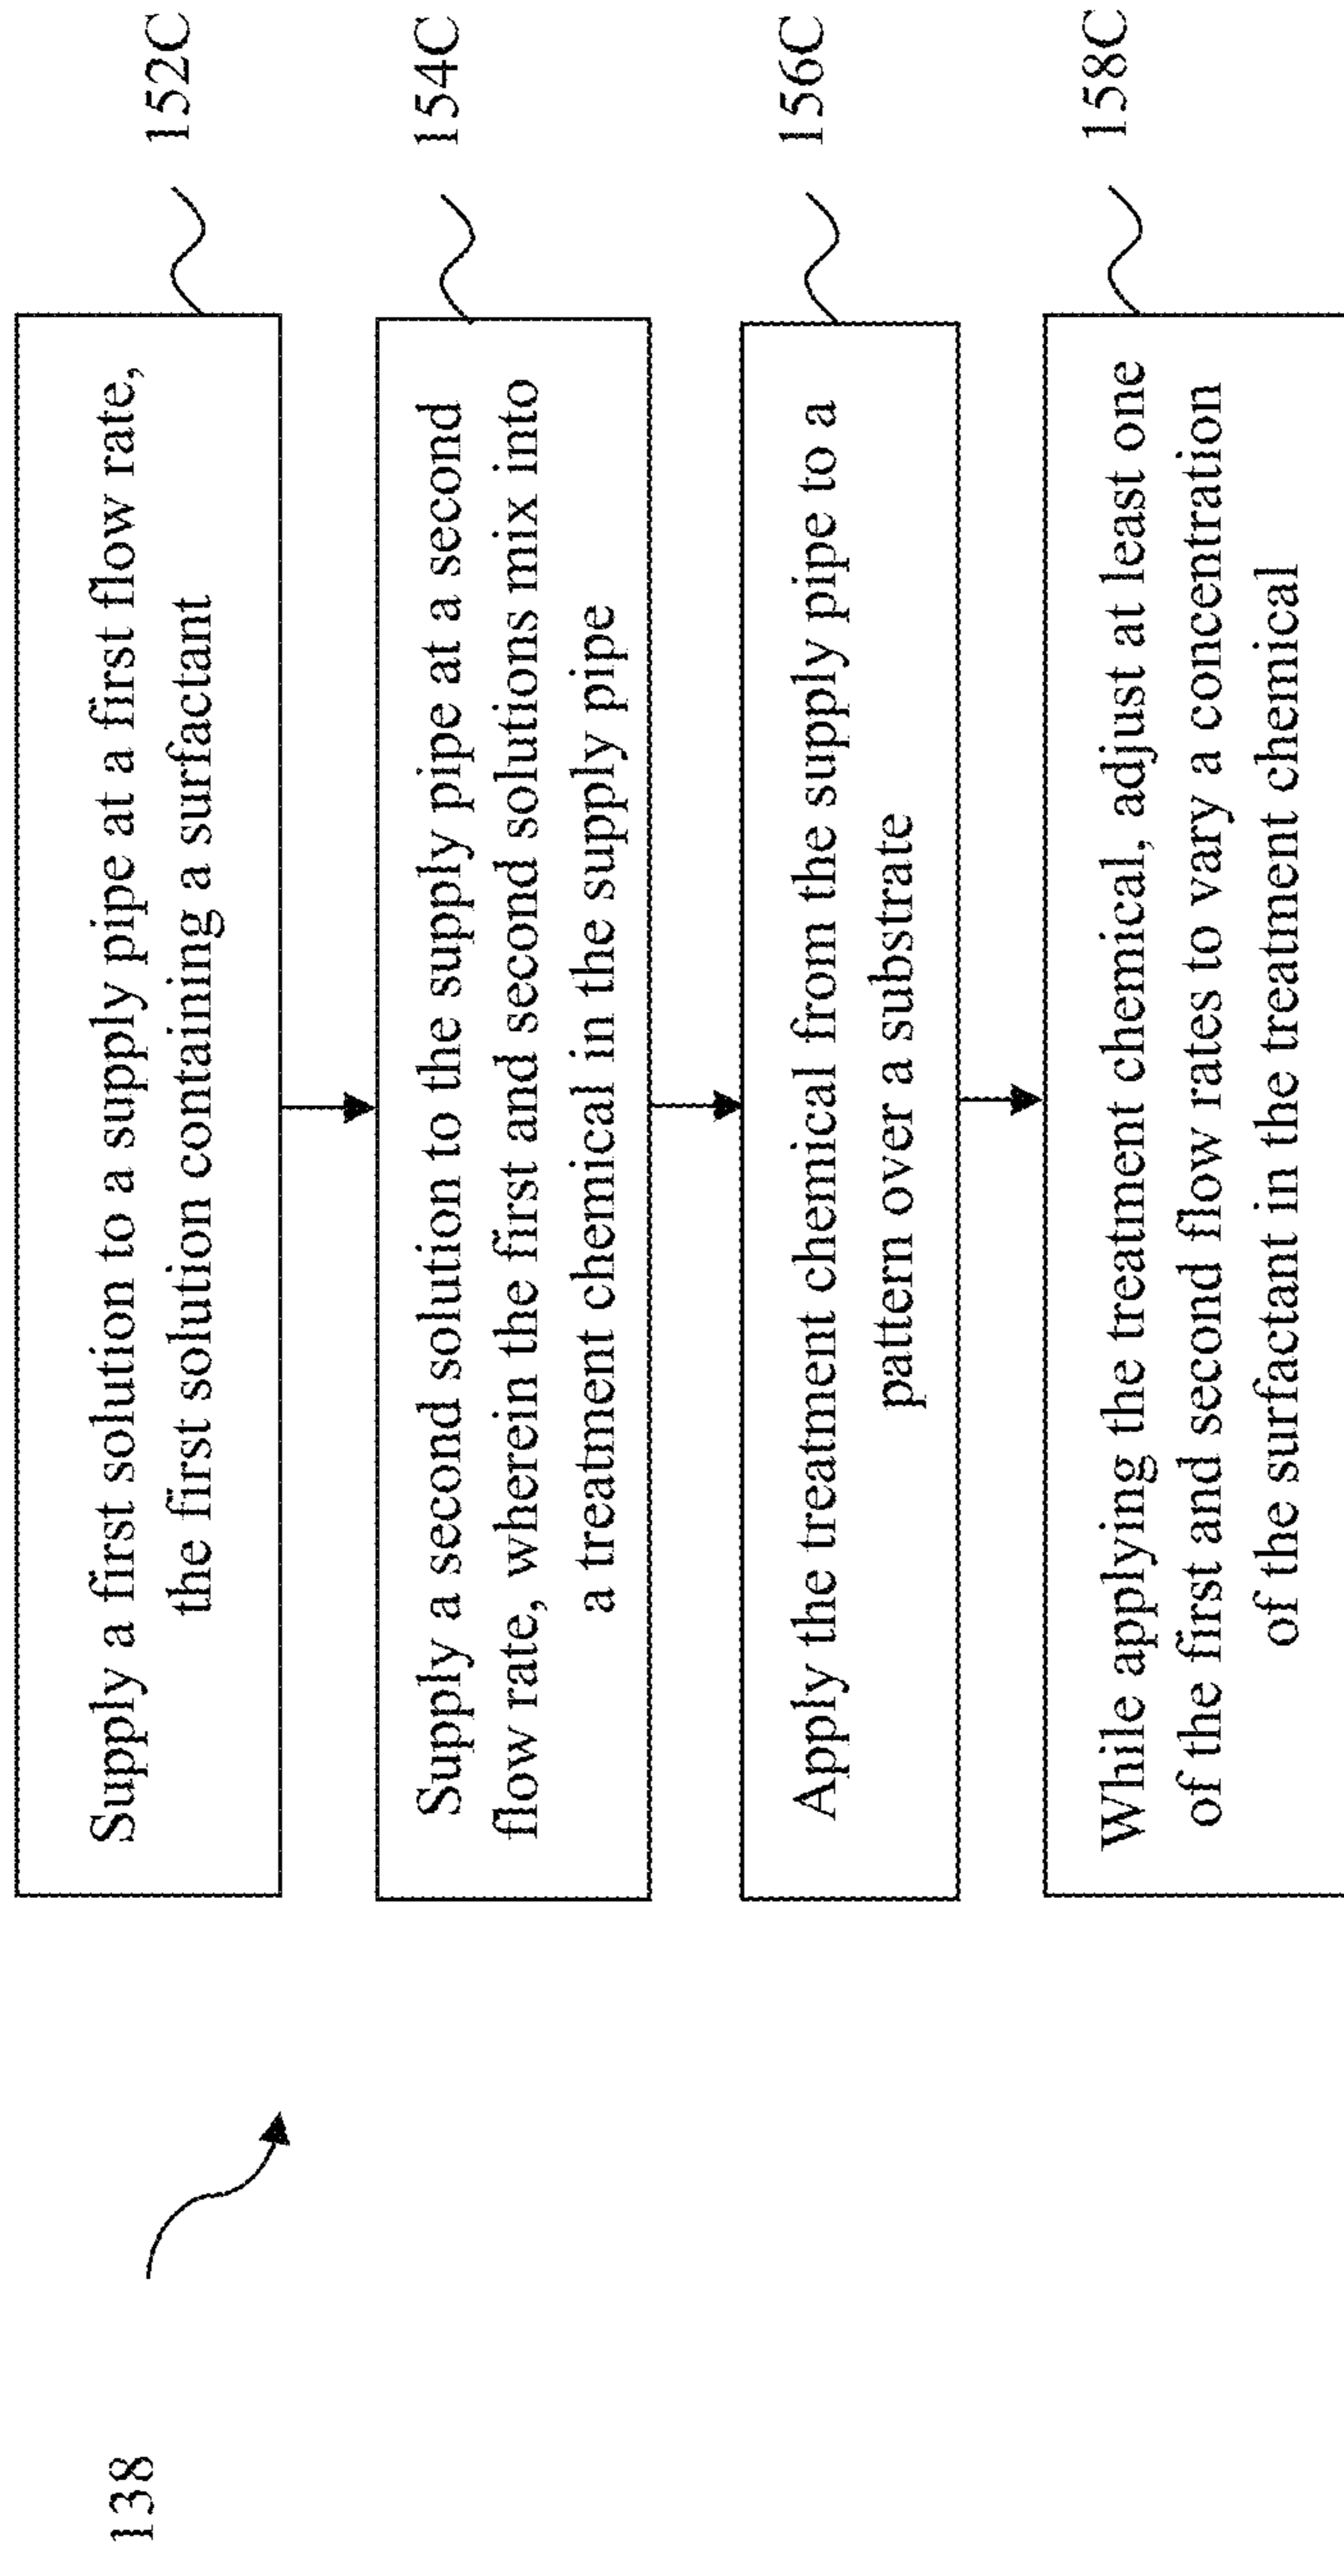 138
Supply a first solution to a supply pipe at a first flow rate,
the first solution containing a surfactant
152C
Supply a second solution to the supply pipe at a second
flow rate, wherein the first and second solutions mix into
a treatment chemical in the supply pipe
154C
Apply the treatment chemical from the supply pipe to a
pattern over a substrate
156C
While applying the treatment chemical, adjust at least one
of the first and second flow rates to vary a concentration
of the surfactant in the treatment chemical
158C